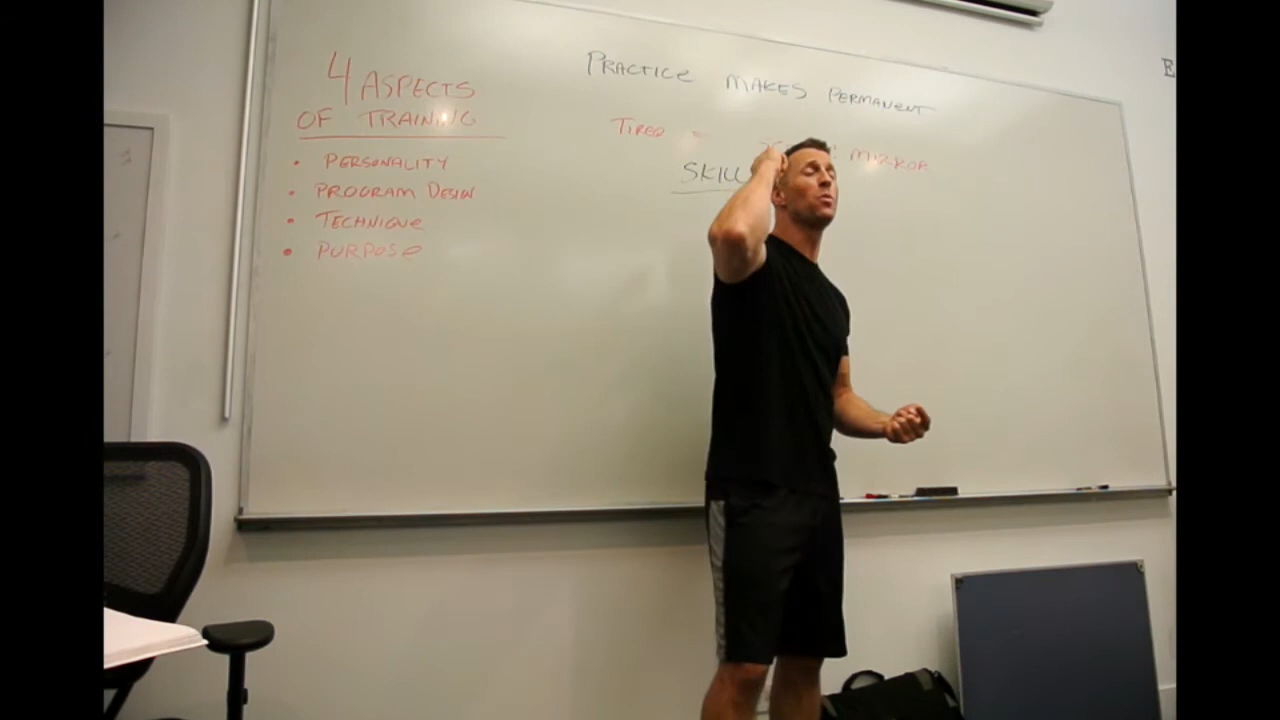 4 ASPECTS
OF TRAINING
• PERSONALITY
• PROGRAM DESIGN
• TECHNIQUE
• PURPOSE
PRACTICE MAKES PERMANENT
TIRED = MIRROR
SKILL
E